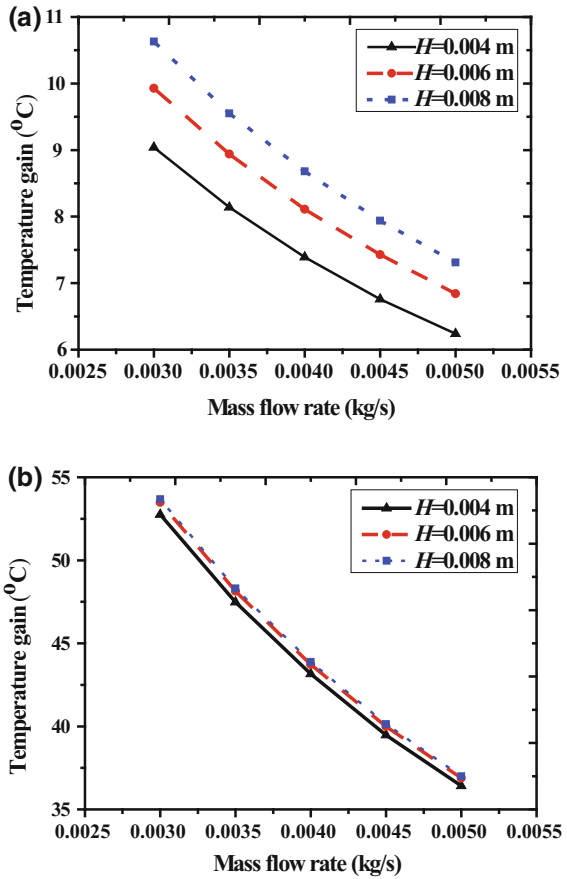 (a)
11
10
9
8
7
6
Temperature gain (⁰C)
H=0.004 m
H=0.006 m
H=0.008 m
0.0025 0.0030 0.0035 0.0040 0.0045 0.0050 0.0055
Mass flow rate (kg/s)
(b)
55
50
45
40
35
Temperature gain (⁰C)
H=0.004 m
H=0.006 m
H=0.008 m
0.0025 0.0030 0.0035 0.0040 0.0045 0.0050 0.0055
Mass flow rate (kg/s)